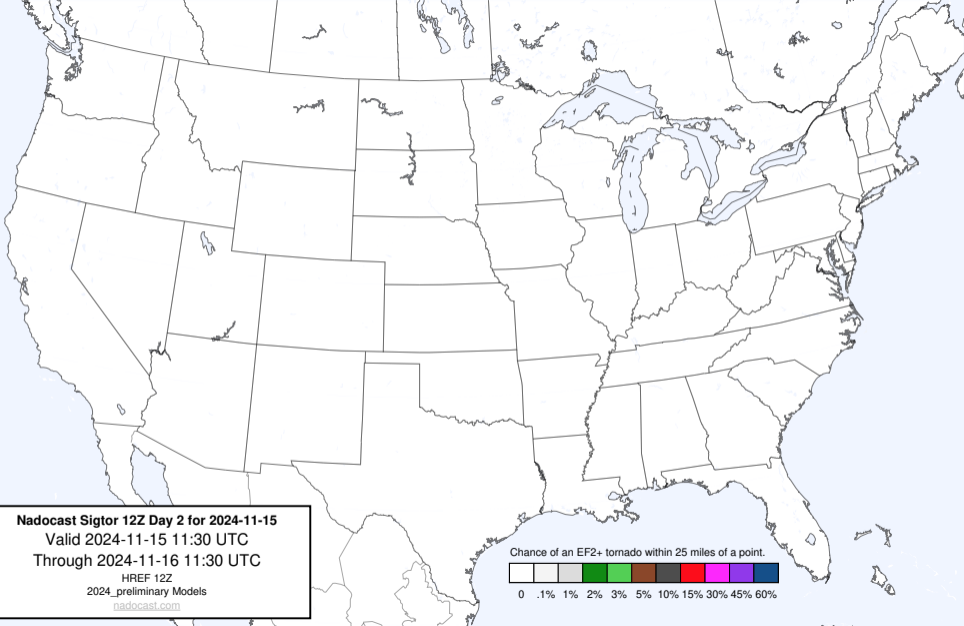 Nadocast Sigtor 12Z Day 2 for 2024-11-15
Valid 2024-11-15 11:30 UTC
Through 2024-11-16 11:30 UTC
HREF 12Z
2024_preliminary Models
nadocast.com
Chance of an EF2+ tornado within 25 miles of a point.
0 .1% 1% 2% 3% 5% 10% 15% 30% 45% 60%